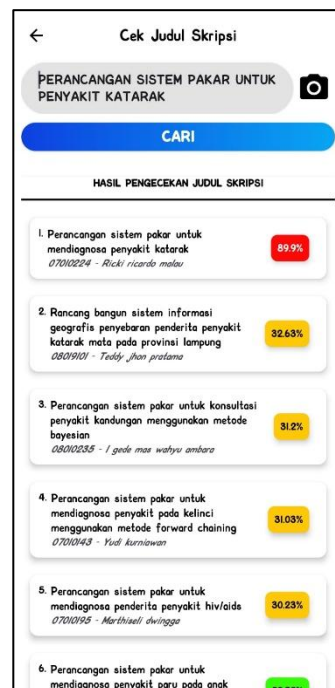 Cek Judul Skripsi
PERANCANGAN SISTEM PAKAR UNTUK
PENYAKIT KATARAK
CARI
HASIL PENGECEKAN JUDUL SKRIPSI
1. Perancangan sistem pakar untuk
mendiagnosa penyakit katarak
07010224 - Ricki ricardo malau
89.9%
2. Rancang bangun sistem informasi
geografis penyebaran penderita penyakit
katarak mata pada provinsi lampung
08019101 - Teddy jhon pratama
32.63%
3. Perancangan sistem pakar untuk konsultasi
penyakit kandungan menggunakan metode
bayesian
08010235 - I gede mas wahyu ambara
31.2%
4. Perancangan sistem pakar untuk
mendiagnosa penyakit pada kelinci
menggunakan metode forward chaining
07010143 - Yudi kurniawan
31.03%
5. Perancangan sistem pakar untuk
mendiagnosa penderita penyakit hiv/aids
07010195 - Marthiseli dwingga
30.23%
6. Perancangan sistem pakar untuk
mendiagnosa penyakit paru pada anak